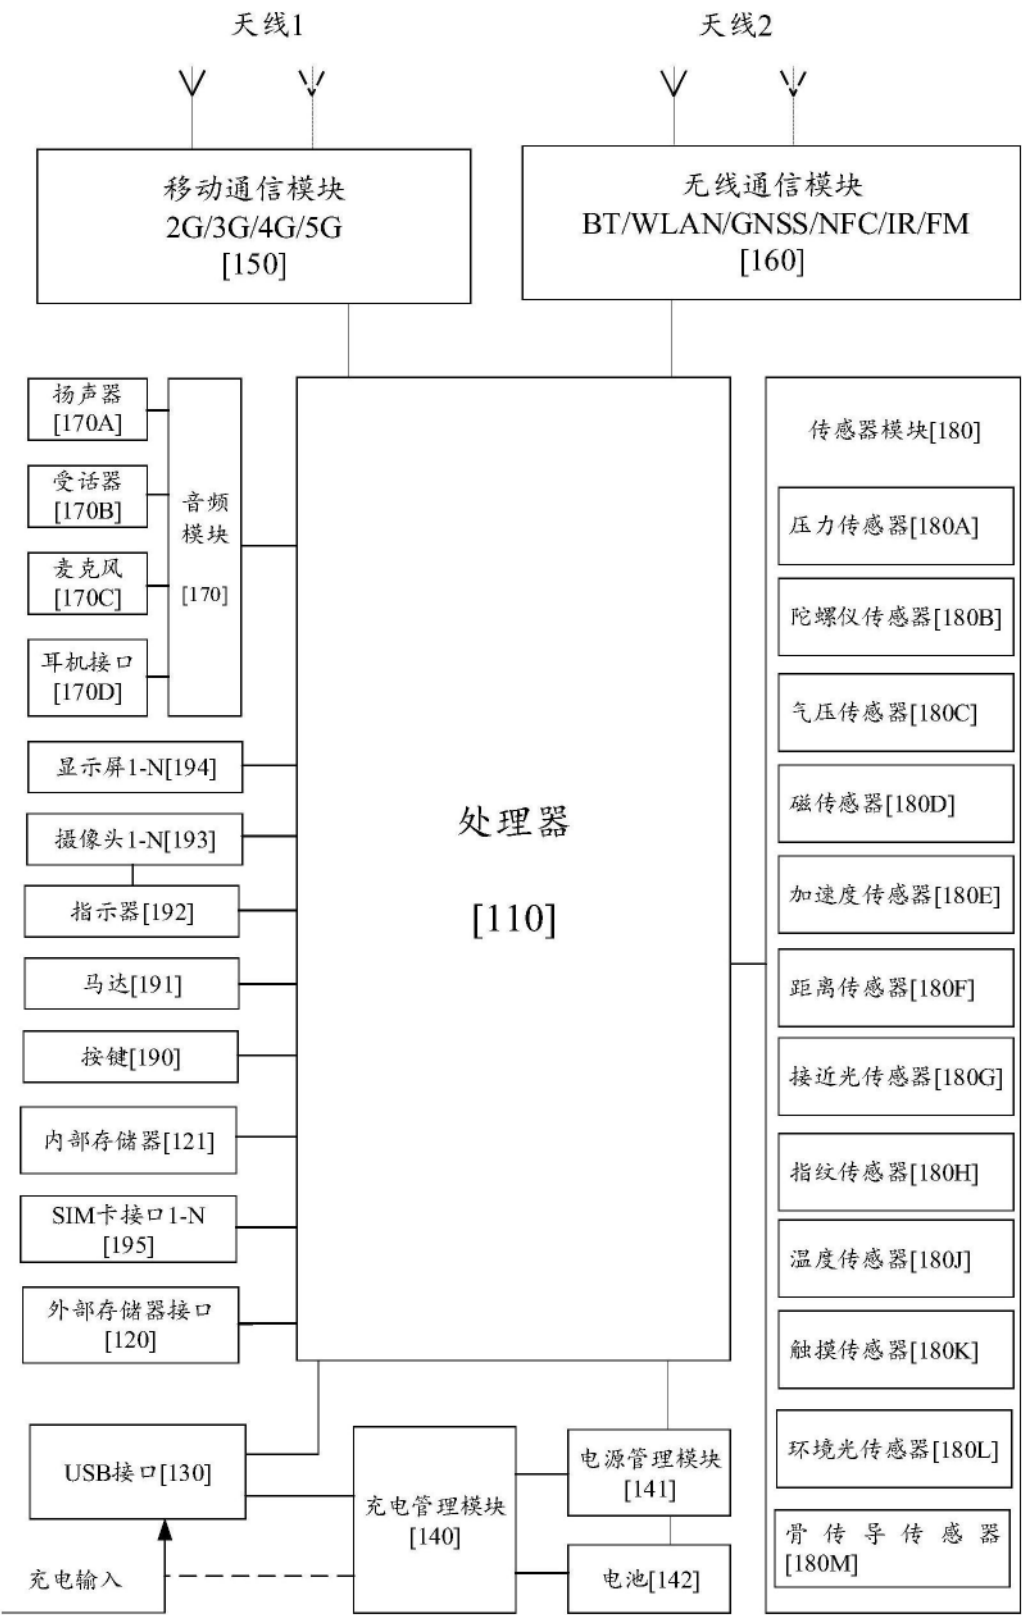 天线1
天线2
移动通信模块
2G/3G/4G/5G
[150]
无线通信模块
BT/WLAN/GNSS/NFC/IR/FM
[160]
扬声器
[170A]
受话器
[170B]
麦克风
[170C]
耳机接口
[170D]
音频
模块
[170]
显示屏1-N[194]
摄像头1-N[193]
指示器[192]
马达[191]
按键[190]
内部存储器[121]
SIM卡接口1-N
[195]
外部存储器接口
[120]
处理器
[110]
传感器模块[180]
压力传感器[180A]
陀螺仪传感器[180B]
气压传感器[180C]
磁传感器[180D]
加速度传感器[180E]
距离传感器[180F]
接近光传感器[180G]
指纹传感器[180H]
温度传感器[180J]
触摸传感器[180K]
环境光传感器[180L]
骨传导传感器
[180M]
USB接口[130]
充电输入
充电管理模块
[140]
电源管理模块
[141]
电池[142]